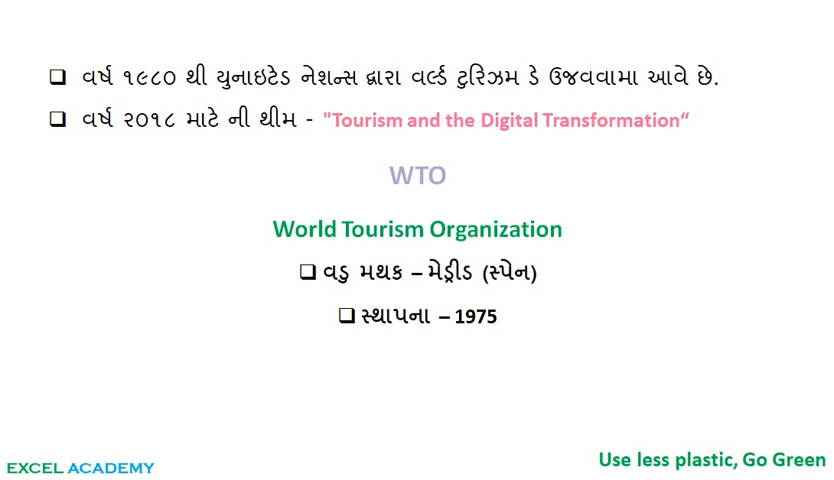 ❑ વર્ષ ૧૯૮૦ થી યુનાઇટેડ નેશન્સ દ્વારા વર્લ્ડ ટુરિઝમ ડે ઉજવવામા આવે છે.
❑ વર્ષ ૨૦૧૮ માટે ની થીમ - "Tourism and the Digital Transformation“
WTO
World Tourism Organization
❑ વડુ મથક – મેડ્રીડ (સ્પેન)
❑ સ્થાપના – 1975
EXCEL ACADEMY
Use less plastic, Go Green